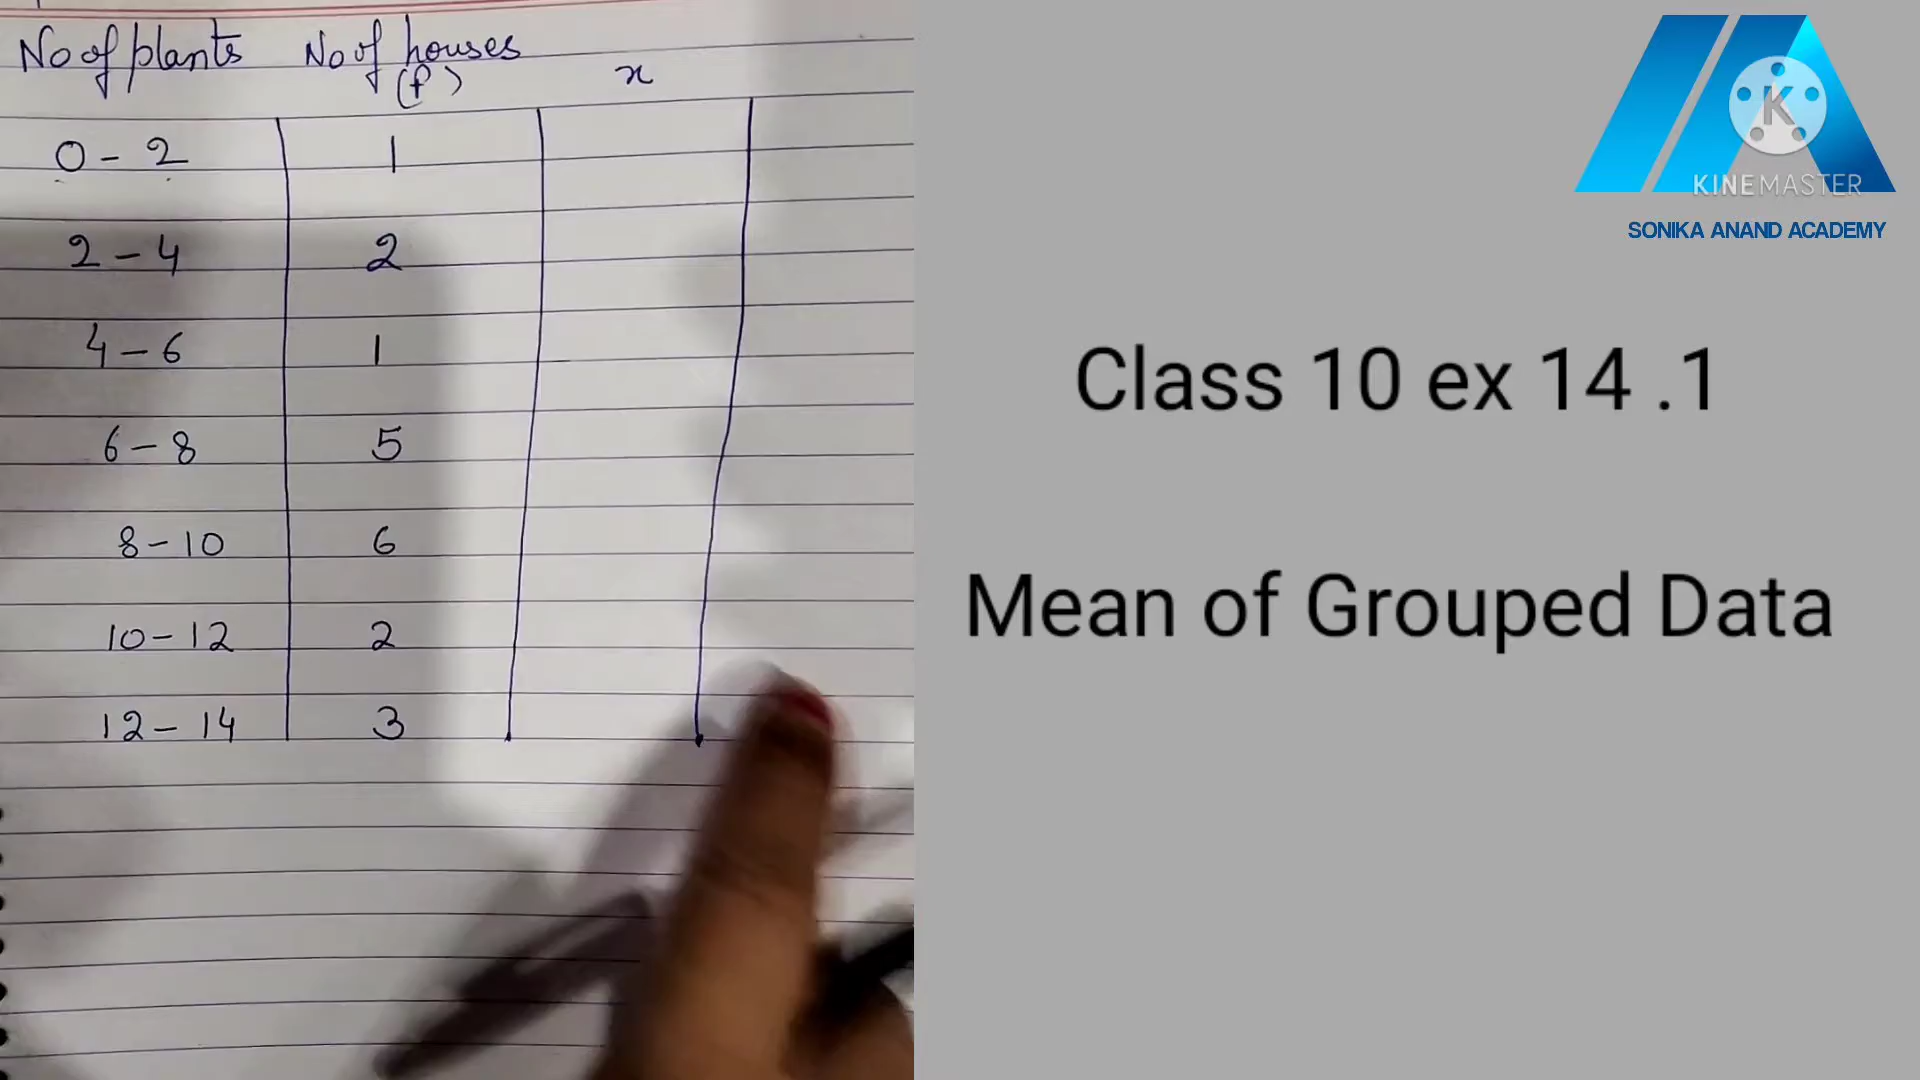 No of plants No of houses
(f) x
0 - 2 1
2 - 4 2
4 - 6 1
6 - 8 5
8 - 10 6
10 - 12 2
12 - 14 3
K
KINEMASTER
SONIKA ANAND ACADEMY
Class 10 ex 14 .1
Mean of Grouped Data